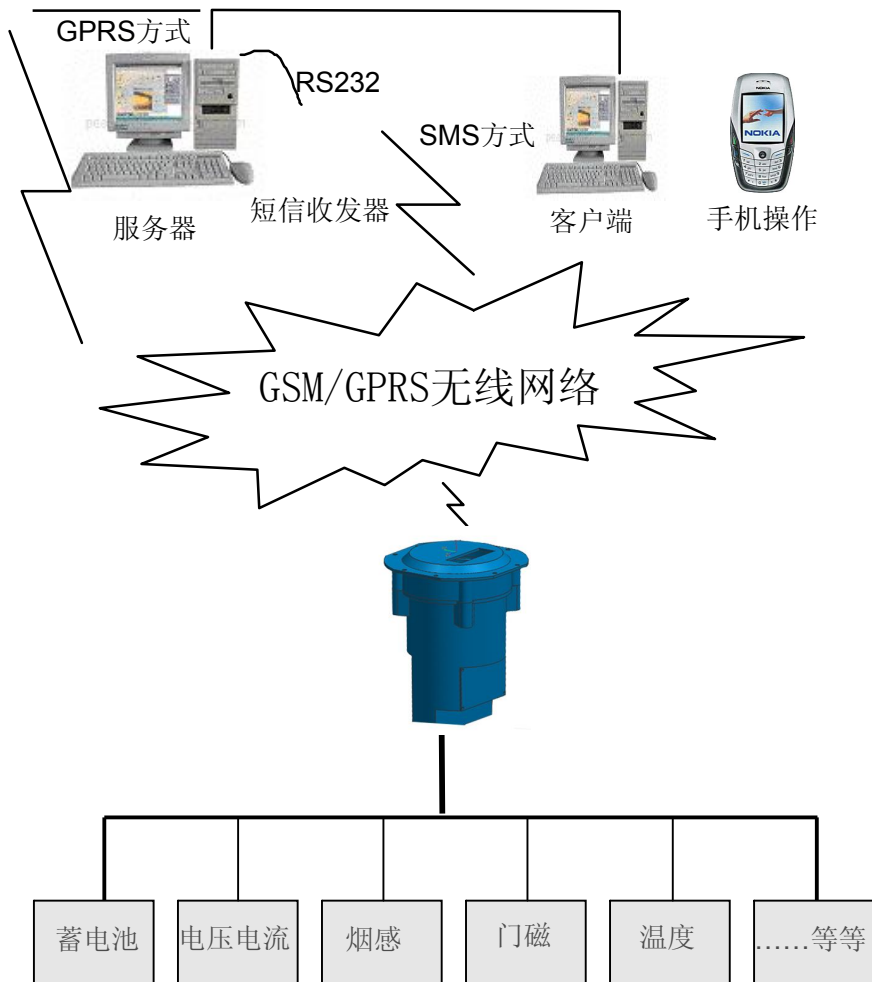 GPRS方式
RS232
SMS方式
NOKIA
NOKIA
服务器
短信收发器
客户端
手机操作
GSM/GPRS无线网络
蓄电池
电压电流
烟感
门磁
温度
……等等